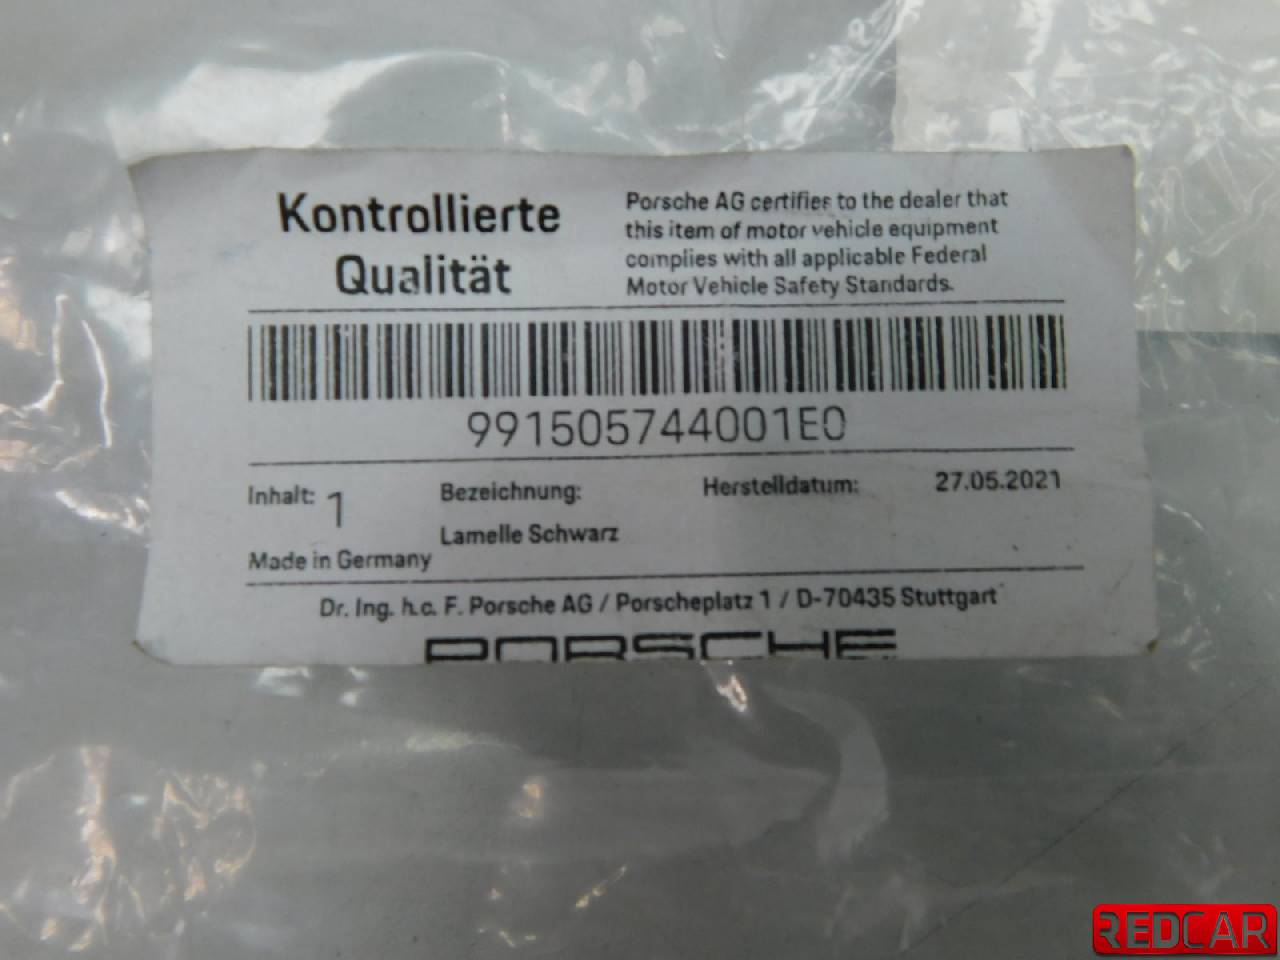 Kontrollierte
Qualität
Porsche AG certifies to the dealer that
this item of motor vehicle equipment
complies with all applicable Federal
Motor Vehicle Safety Standards.
991505744001E0
Inhalt: 1
Bezeichnung:
Herstelldatum: 27.05.2021
Lamelle Schwarz
Made in Germany
Dr. Ing. h.c. F. Porsche AG / Porscheplatz 1 / D-70435 Stuttgart
PORSCHE
REDCAR